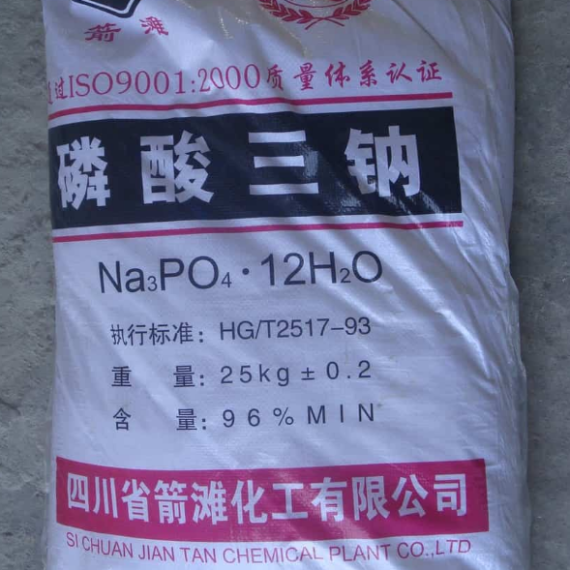 箭滩
过ISO9001:2000质量体系认证
磷酸三钠
Na₃PO₄·12H₂O
执行标准：HG/T2517-93
重 量：25kg±0.2
含 量：96%MIN
四川省箭滩化工有限公司
SI CHUAN JIAN TAN CHEMICAL PLANT CO.,LTD